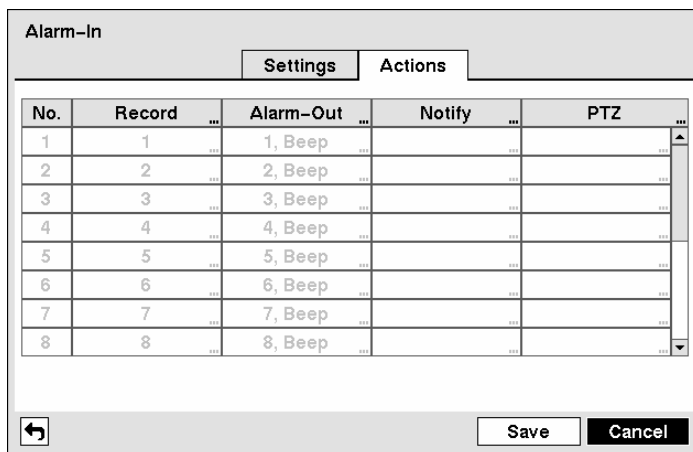 Alarm-In
Settings Actions
No. Record ... Alarm-Out ... Notify ... PTZ ...
1 1 ... 1, Beep ... ... ...
2 2 ... 2, Beep ... ... ...
3 3 ... 3, Beep ... ... ...
4 4 ... 4, Beep ... ... ...
5 5 ... 5, Beep ... ... ...
6 6 ... 6, Beep ... ... ...
7 7 ... 7, Beep ... ... ...
8 8 ... 8, Beep ... ... ...
Save Cancel